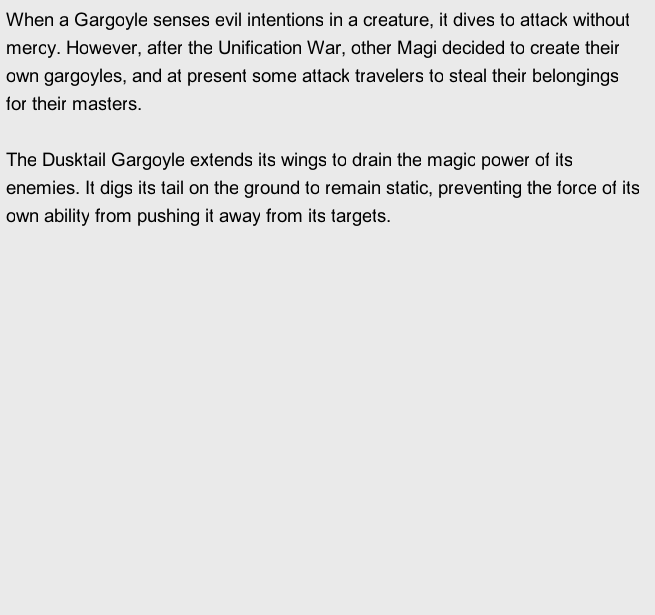 When a Gargoyle senses evil intentions in a creature, it dives to attack without
mercy. However, after the Unification War, other Magi decided to create their
own gargoyles, and at present some attack travelers to steal their belongings
for their masters.
The Dusktail Gargoyle extends its wings to drain the magic power of its
enemies. It digs its tail on the ground to remain static, preventing the force of its
own ability from pushing it away from its targets.